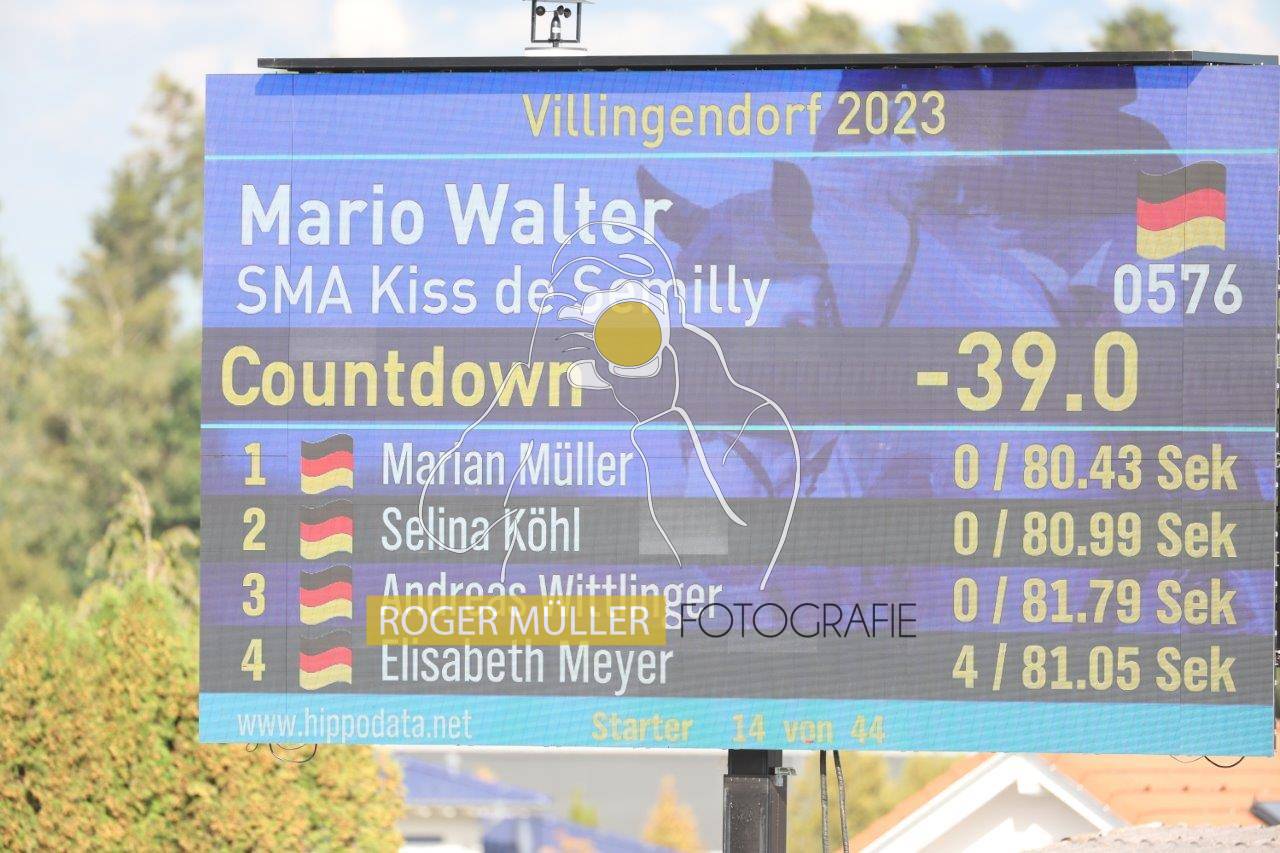 Villingendorf 2023
Mario Walter
SMA Kiss de Semilly 0576
Countdown -39.0
1 Marian Müller 0 / 80.43 Sek
2 Selina Köhl 0 / 80.99 Sek
3 Andreas Wittlinger 0 / 81.79 Sek
ROGER MÜLLER FOTOGRAFIE
4 Elisabeth Meyer 4 / 81.05 Sek
www.hippodata.net Starter 14 von 44